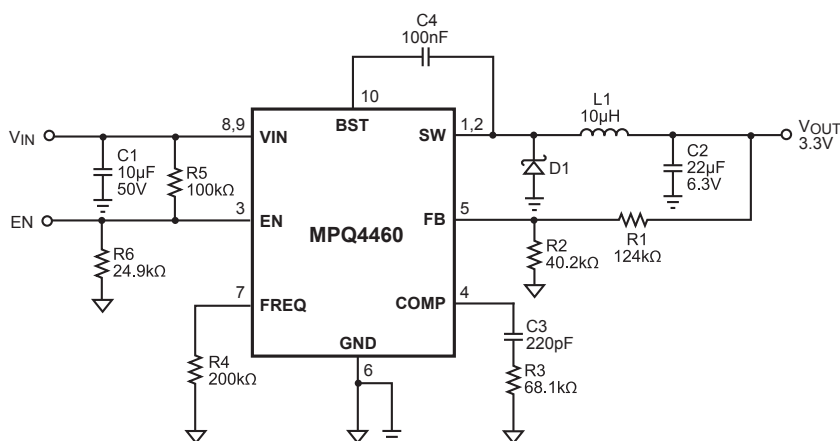 C4
100nF
10
BST
VIN
8,9
VIN
C1
10µF
50V
R5
100kΩ
EN
3
EN
R6
24.9kΩ
7
FREQ
R4
200kΩ
MPQ4460
GND
6
SW
1,2
L1
10µH
VOUT
3.3V
D1
C2
22µF
6.3V
FB
5
R2
40.2kΩ
R1
124kΩ
COMP
4
C3
220pF
R3
68.1kΩ